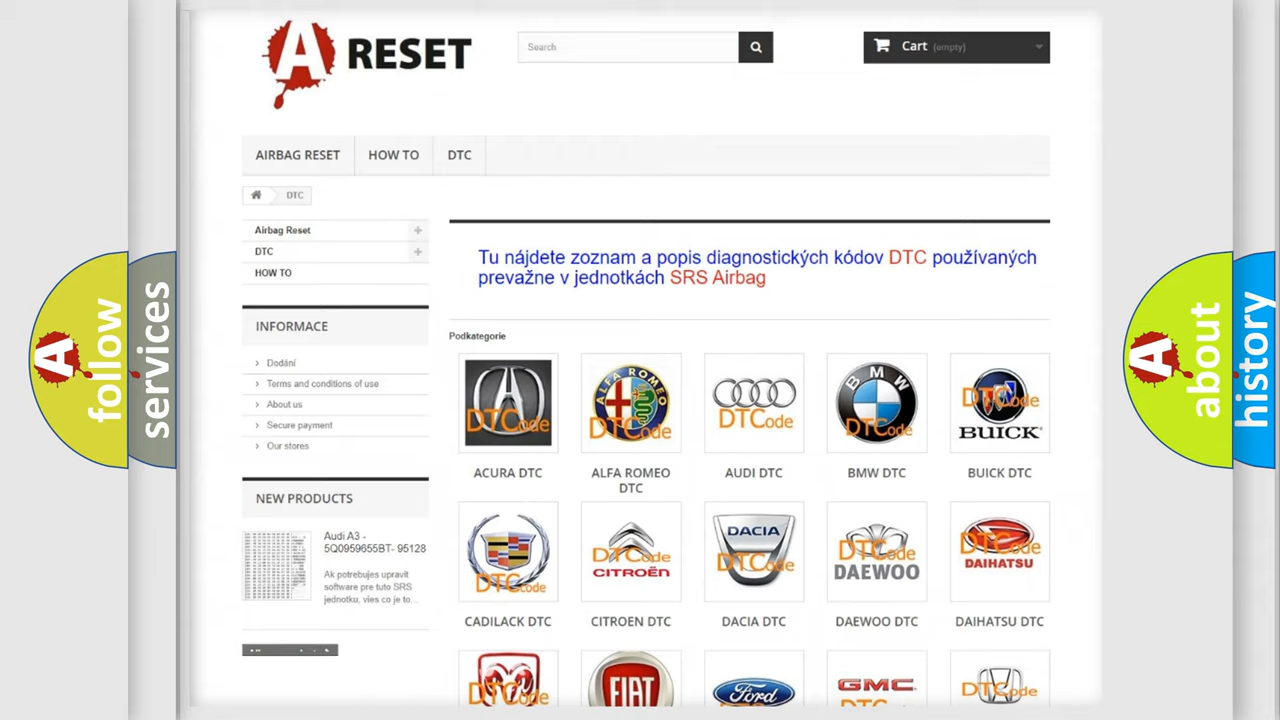 A RESET
Search
Cart (empty)
AIRBAG RESET
HOW TO
DTC
DTC
Airbag Reset
DTC
HOW TO
Tu nájdete zoznam a popis diagnostických kódov DTC používaných
prevažne v jednotkách SRS Airbag
INFORMACE
Dodání
Terms and conditions of use
About us
Secure payment
Our stores
Podkategorie
DTCode
ALFA ROMEO
DTCode
DTCode
BMW
DTCode
DTCode
BUICK
ACURA DTC
ALFA ROMEO
DTC
AUDI DTC
BMW DTC
BUICK DTC
NEW PRODUCTS
Audi A3 -
5Q0959655BT- 95128
Ak potrebujes upravit
software pre tuto SRS
jednotku, vies co je to...
DTCode
DTCode
CITROËN
DACIA
DTCode
DTCode
DAEWOO
DTCode
DAIHATSU
CADILACK DTC
CITROEN DTC
DACIA DTC
DAEWOO DTC
DAIHATSU DTC
DTCode
FIAT
Ford
GMC
DTCode
A follow
services
A about
history